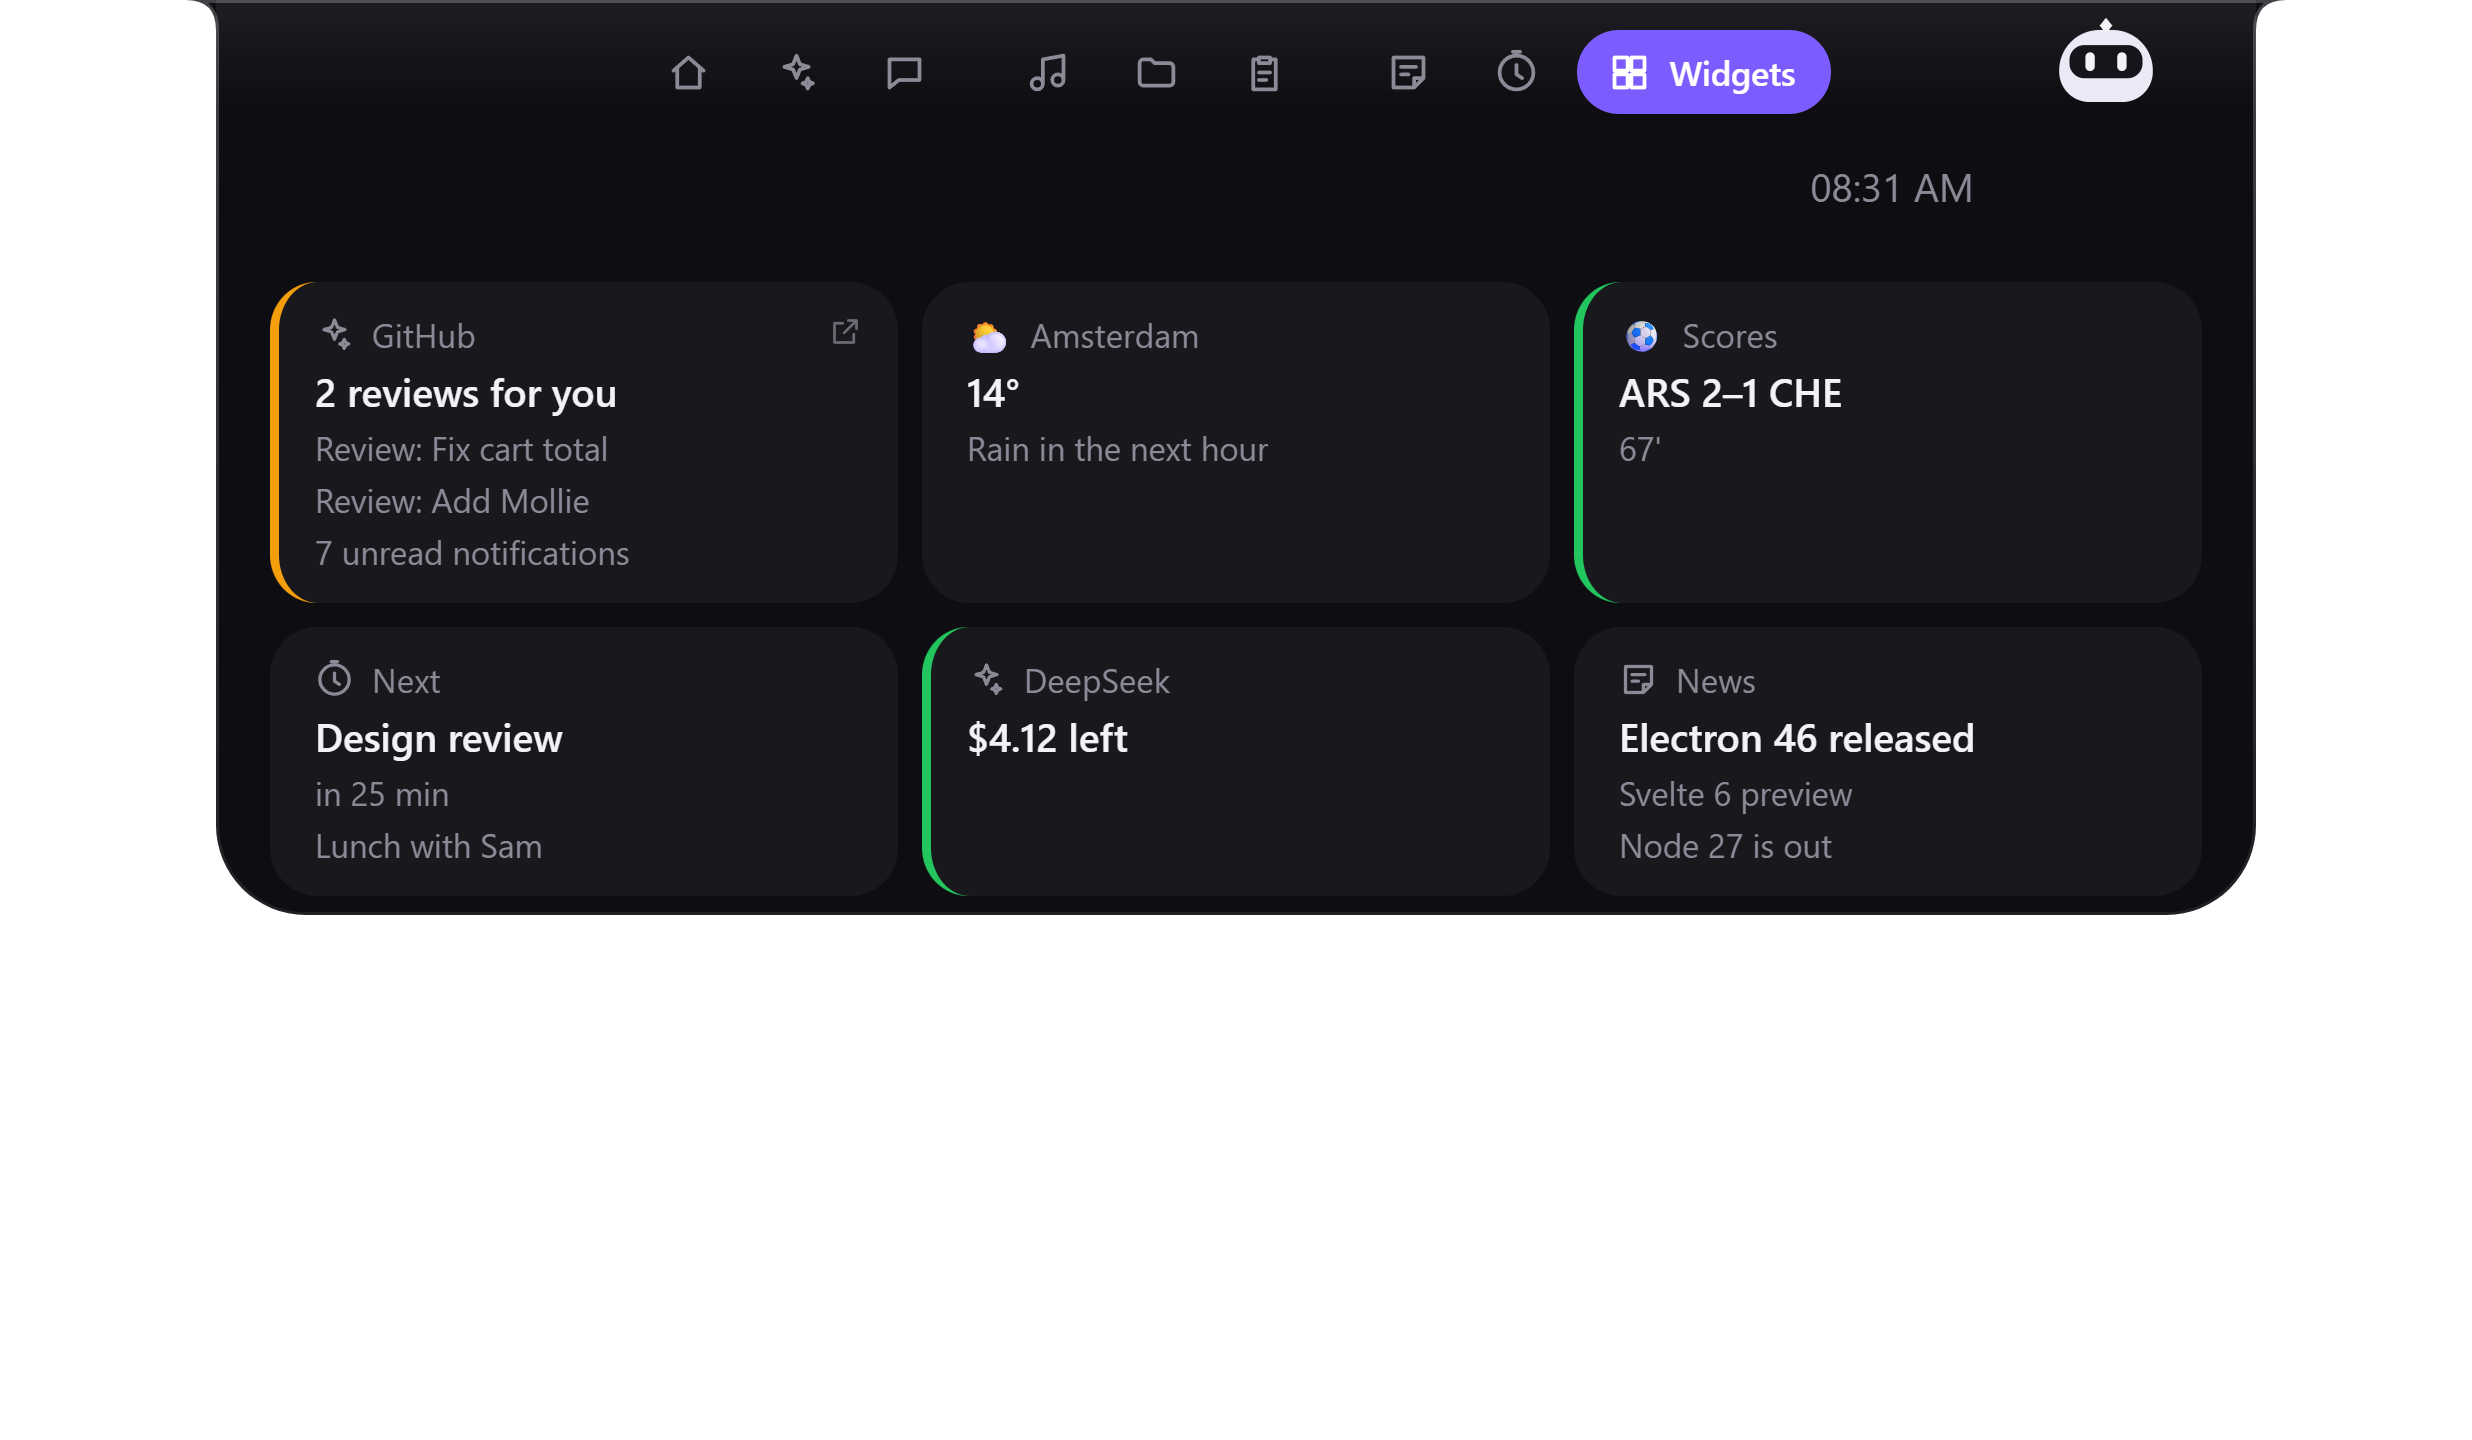 Widgets
08:31 AM
GitHub
2 reviews for you
Review: Fix cart total
Review: Add Mollie
7 unread notifications
Amsterdam
14°
Rain in the next hour
Scores
ARS 2–1 CHE
67'
Next
Design review
in 25 min
Lunch with Sam
DeepSeek
$4.12 left
News
Electron 46 released
Svelte 6 preview
Node 27 is out